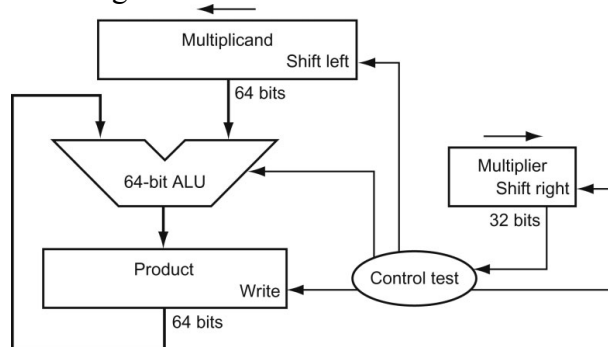 Multiplicand
Shift left
64 bits
64-bit ALU
Multiplier
Shift right
32 bits
Product
Write
Control test
64 bits